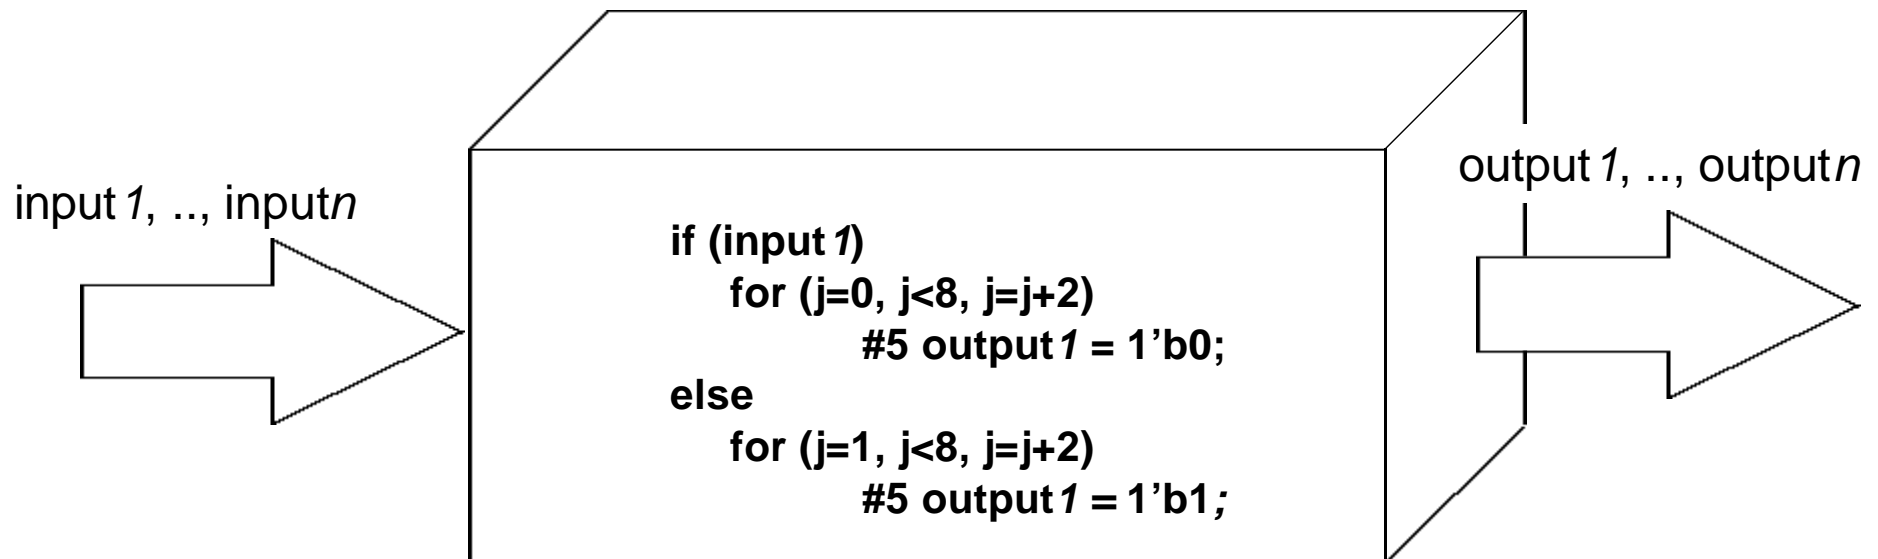 input1, .., inputn
if (input1)
for (j=0, j<8, j=j+2)
#5 output1 = 1’b0;
else
for (j=1, j<8, j=j+2)
#5 output1 = 1’b1;
output1, .., outputn